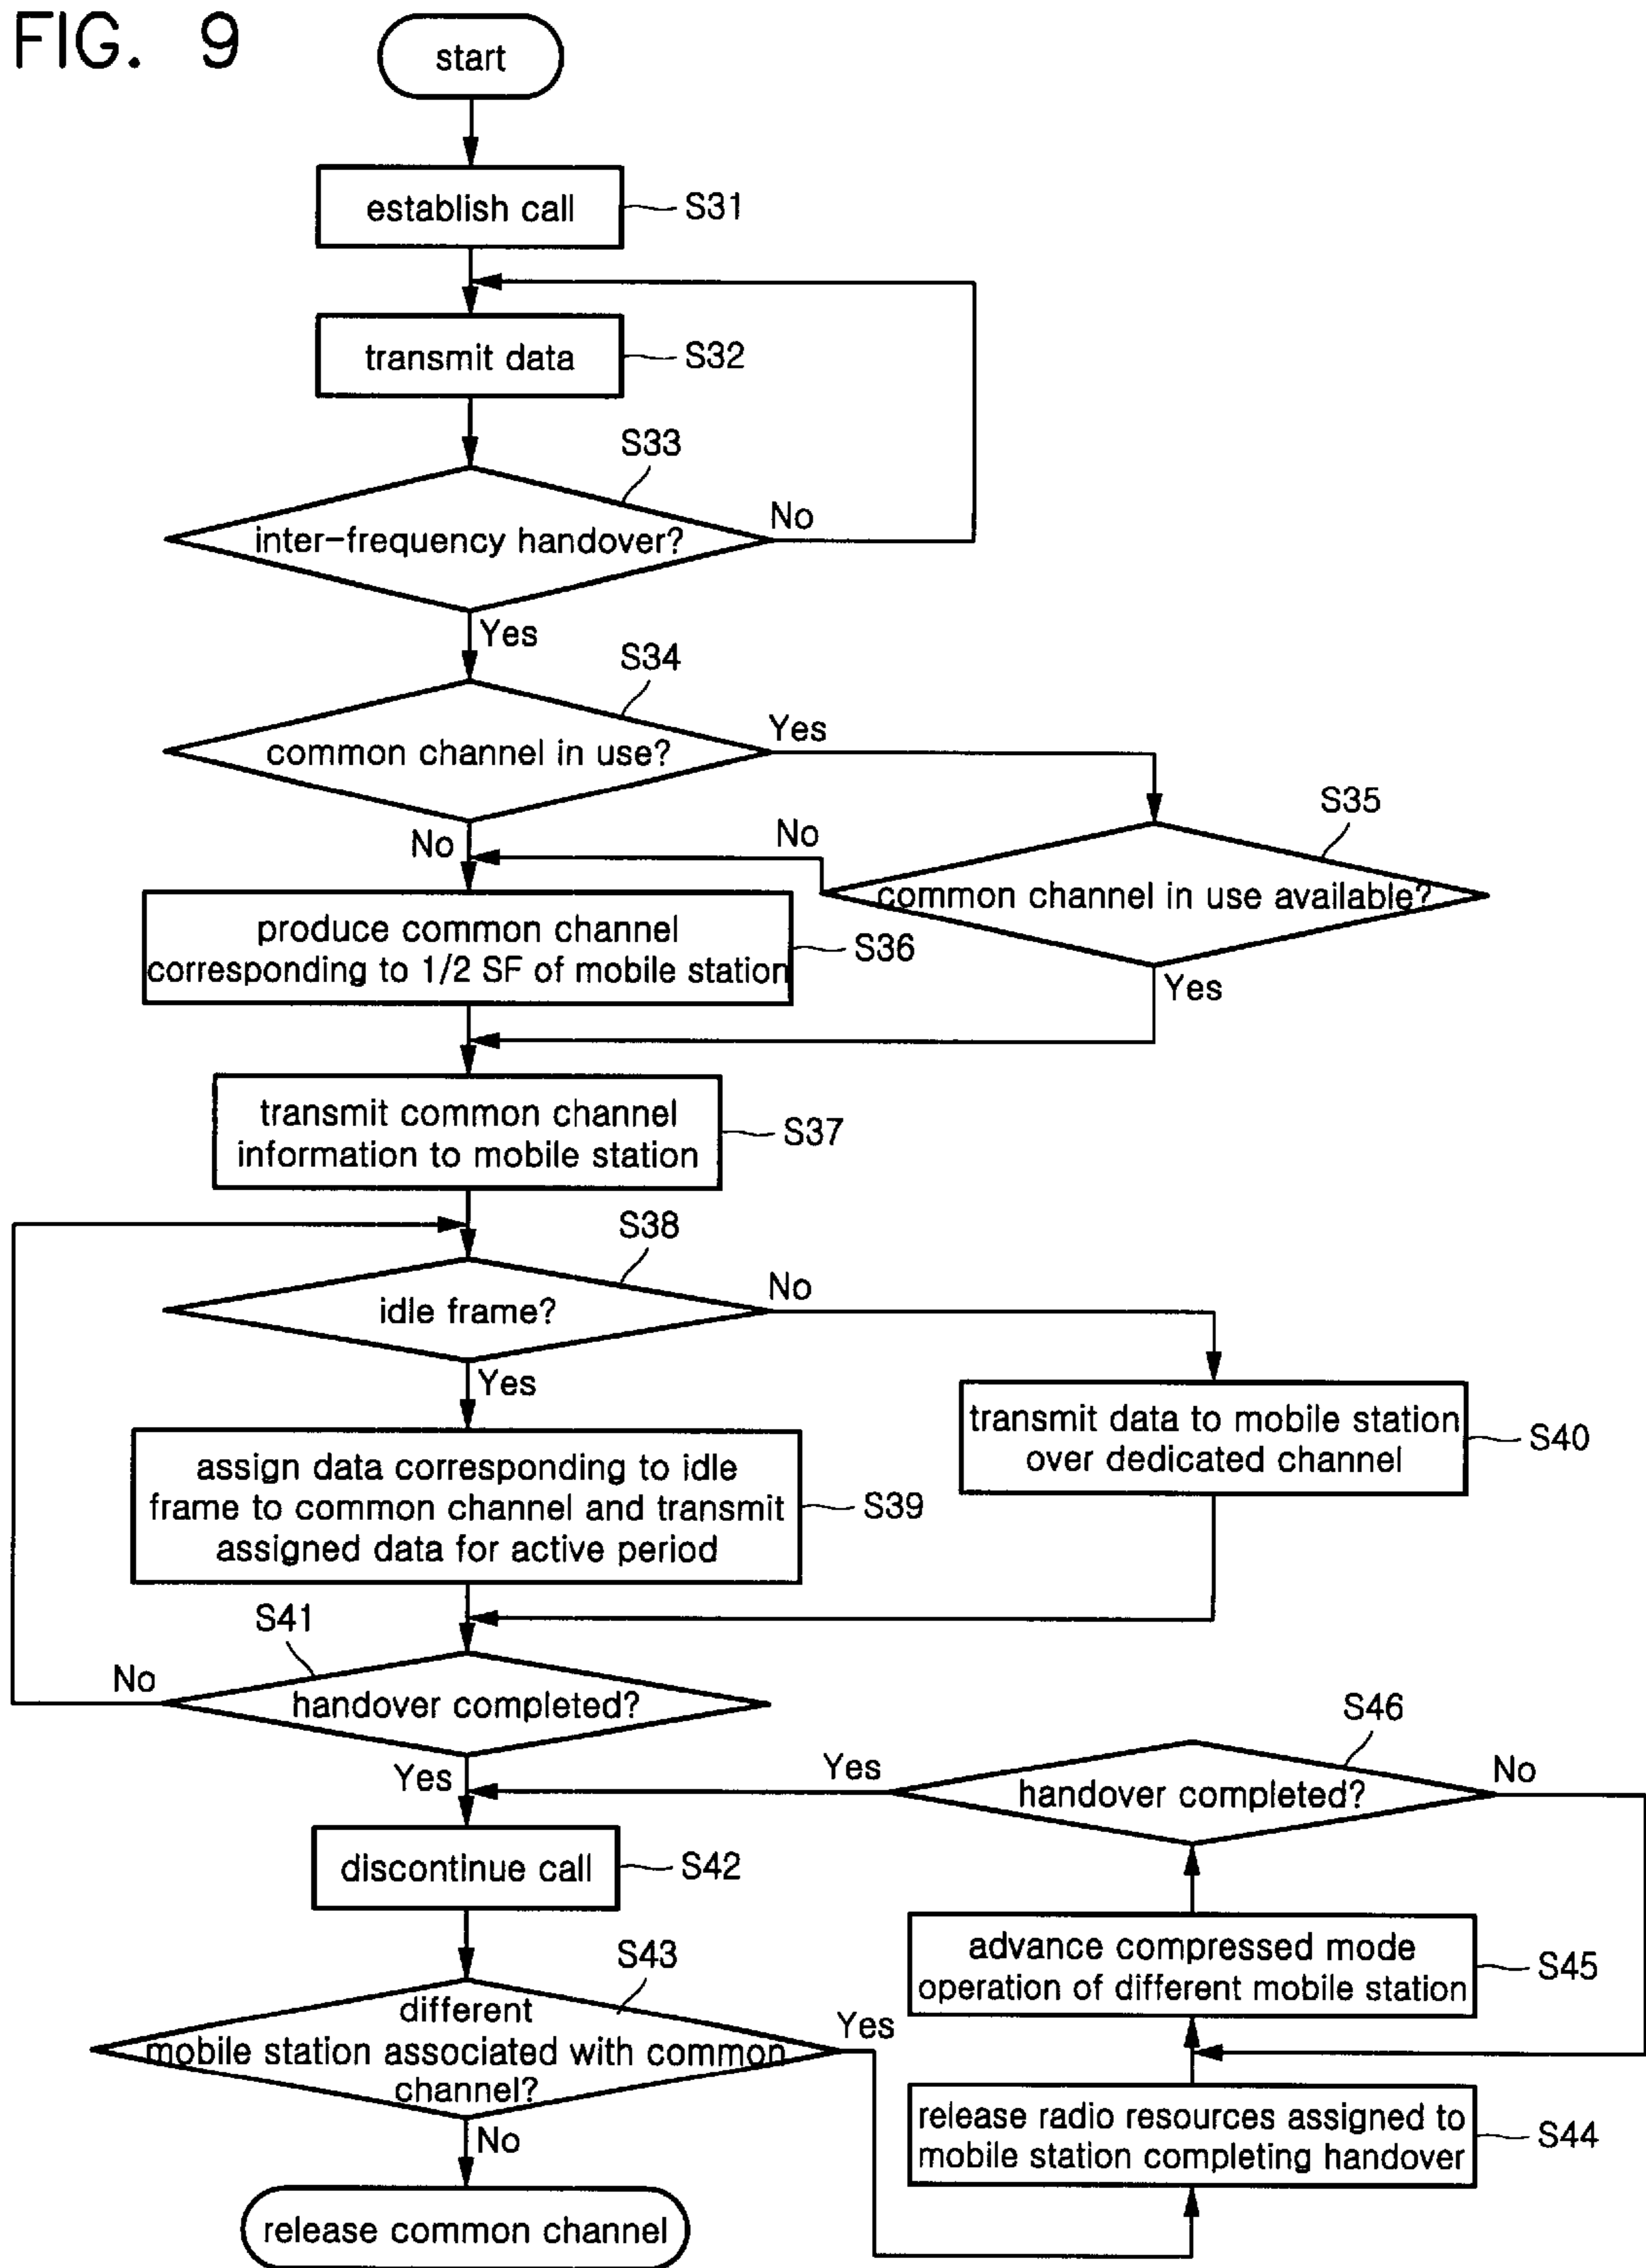 FIG. 9
start
establish call
S31
transmit data
S32
S33
inter-frequency handover?
No
Yes
S34
common channel in use?
Yes
S35
No
No
common channel in use available?
produce common channel
corresponding to 1/2 SF of mobile station
S36
Yes
transmit common channel
information to mobile station
S37
S38
idle frame?
No
Yes
transmit data to mobile station
over dedicated channel
S40
assign data corresponding to idle
frame to common channel and transmit
assigned data for active period
S39
S41
No
handover completed?
S46
Yes
Yes
handover completed?
No
discontinue call
S42
advance compressed mode
operation of different mobile station
S45
S43
different
mobile station associated with common
channel?
Yes
release radio resources assigned to
mobile station completing handover
S44
No
release common channel